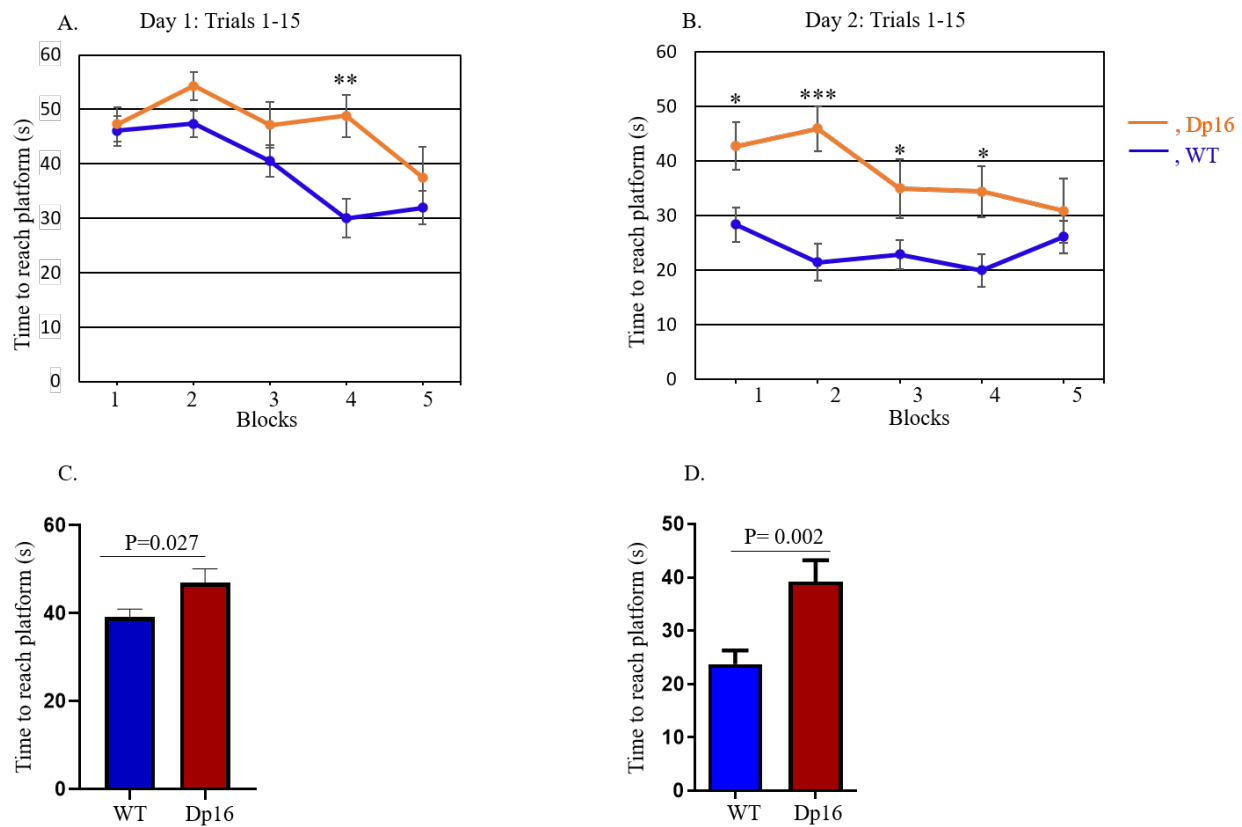 A.
Day 1: Trials 1-15
Time to reach platform (s)
60
50
40
30
20
10
0
**
1 2 3 4 5
Blocks
B.
Day 2: Trials 1-15
Time to reach platform (s)
60
50
40
30
20
10
0
*
***
*
*
1 2 3 4 5
Blocks
, Dp16
, WT
C.
Time to reach platform (s)
60
40
20
0
P=0.027
WT Dp16
D.
Time to reach platform (s)
50
40
30
20
10
0
P= 0.002
WT Dp16